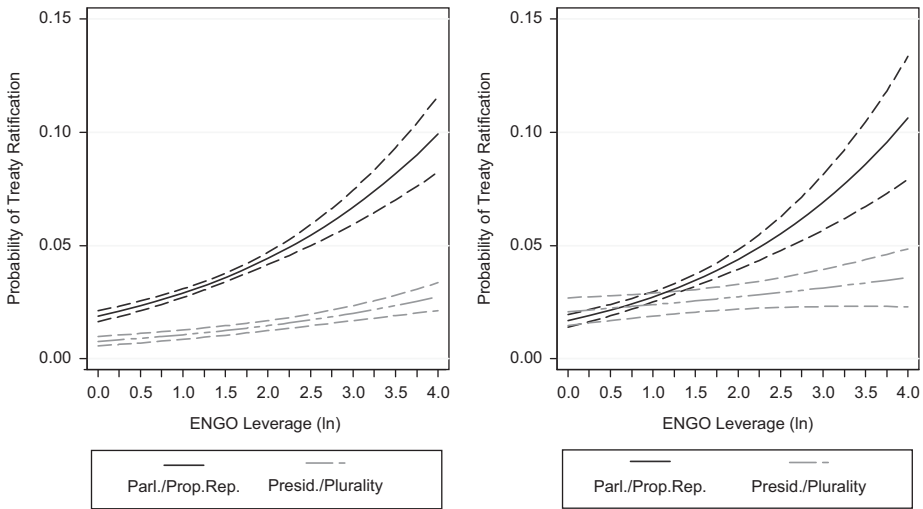 0.15
0.10
0.05
0.00
Probability of Treaty Ratification
0.0 0.5 1.0 1.5 2.0 2.5 3.0 3.5 4.0
ENGO Leverage (ln)
Parl./Prop.Rep. Presid./Plurality
0.15
0.10
0.05
0.00
Probability of Treaty Ratification
0.0 0.5 1.0 1.5 2.0 2.5 3.0 3.5 4.0
ENGO Leverage (ln)
Parl./Prop.Rep. Presid./Plurality